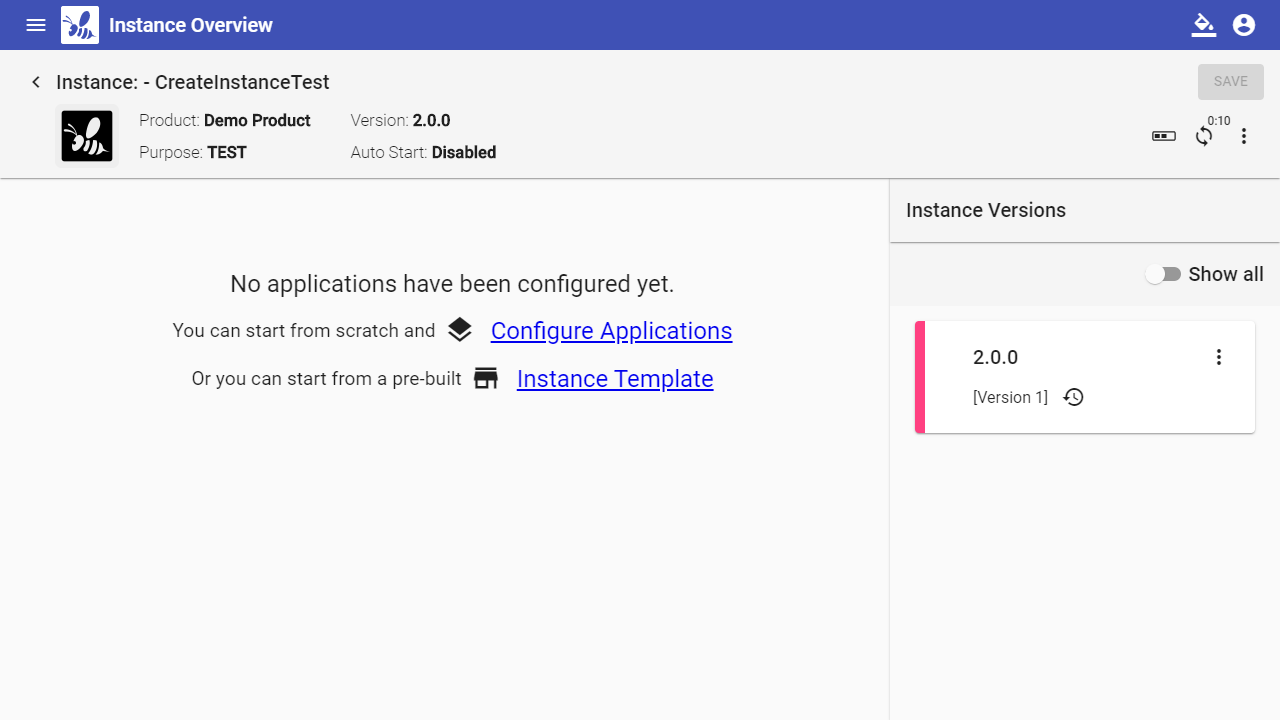 Instance Overview
Instance: - CreateInstanceTest
SAVE
Product: Demo Product
Version: 2.0.0
0:10
Purpose: TEST
Auto Start: Disabled
Instance Versions
Show all
No applications have been configured yet.
You can start from scratch and Configure Applications
Or you can start from a pre-built Instance Template
2.0.0
[Version 1]